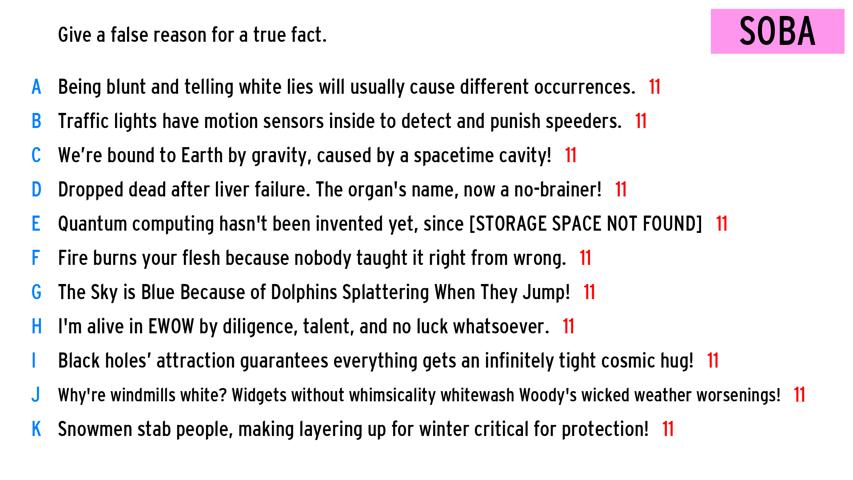 Give a false reason for a true fact.
SOBA
A Being blunt and telling white lies will usually cause different occurrences. 11
B Traffic lights have motion sensors inside to detect and punish speeders. 11
C We're bound to Earth by gravity, caused by a spacetime cavity! 11
D Dropped dead after liver failure. The organ's name, now a no-brainer! 11
E Quantum computing hasn't been invented yet, since [STORAGE SPACE NOT FOUND] 11
F Fire burns your flesh because nobody taught it right from wrong. 11
G The Sky is Blue Because of Dolphins Splattering When They Jump! 11
H I'm alive in EWOW by diligence, talent, and no luck whatsoever. 11
I Black holes' attraction guarantees everything gets an infinitely tight cosmic hug! 11
J Why're windmills white? Widgets without whimsicality whitewash Woody's wicked weather worsenings! 11
K Snowmen stab people, making layering up for winter critical for protection! 11